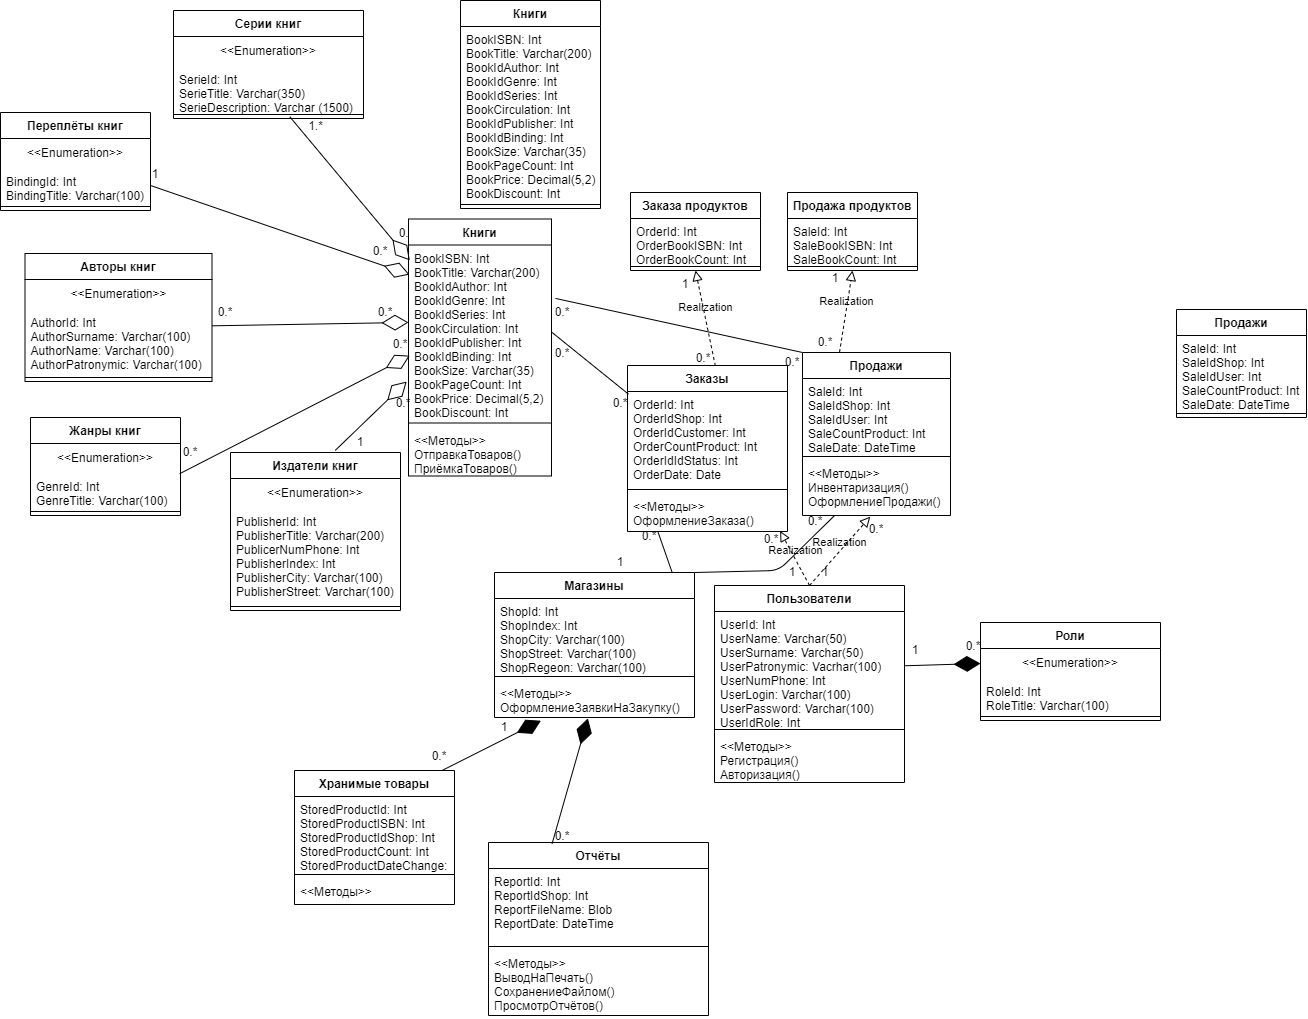 Серии книг
<<Enumeration>>
SerieId: Int
SerieTitle: Varchar(350)
SerieDescription: Varchar (1500)
1.*
Книги
BookISBN: Int
BookTitle: Varchar(200)
BookIdAuthor: Int
BookIdGenre: Int
BookIdSeries: Int
BookCirculation: Int
BookIdPublisher: Int
BookIdBinding: Int
BookSize: Varchar(35)
BookPageCount: Int
BookPrice: Decimal(5,2)
BookDiscount: Int
Переплёты книг
<<Enumeration>>
BindingId: Int
BindingTitle: Varchar(100)
1
0.
0.*
Книги
BookISBN: Int
BookTitle: Varchar(200)
BookIdAuthor: Int
BookIdGenre: Int
BookIdSeries: Int
BookCirculation: Int
BookIdPublisher: Int
BookIdBinding: Int
BookSize: Varchar(35)
BookPageCount: Int
BookPrice: Decimal(5,2)
BookDiscount: Int
<<Методы>>
ОтправкаТоваров()
ПриёмкаТоваров()
Авторы книг
<<Enumeration>>
AuthorId: Int
AuthorSurname: Varchar(100)
AuthorName: Varchar(100)
AuthorPatronymic: Varchar(100)
0.*
0.*
0.*
0.*
Жанры книг
<<Enumeration>>
GenreId: Int
GenreTitle: Varchar(100)
0.*
1
Издатели книг
<<Enumeration>>
PublisherId: Int
PublisherTitle: Varchar(200)
PublicerNumPhone: Int
PublisherIndex: Int
PublisherCity: Varchar(100)
PublisherStreet: Varchar(100)
Заказа продуктов
OrderId: Int
OrderBookISBN: Int
OrderBookCount: Int
1
Realization
0.*
Продажа продуктов
SaleId: Int
SaleBookISBN: Int
SaleBookCount: Int
1
Realization
0.*
0.*
0.*
0.*
0.*
Заказы
OrderId: Int
OrderIdShop: Int
OrderIdCustomer: Int
OrderCountProduct: Int
OrderIdIdStatus: Int
OrderDate: Date
<<Методы>>
ОформлениеЗаказа()
Продажи
SaleId: Int
SaleIdShop: Int
SaleIdUser: Int
SaleCountProduct: Int
SaleDate: DateTime
<<Методы>>
Инвентаризация()
ОформлениеПродажи()
Продажи
SaleId: Int
SaleIdShop: Int
SaleIdUser: Int
SaleCountProduct: Int
SaleDate: DateTime
0.*
0.*
0.*
0.*
Realization
Realization
1
1
1
Магазины
ShopId: Int
ShopIndex: Int
ShopCity: Varchar(100)
ShopStreet: Varchar(100)
ShopRegeon: Varchar(100)
<<Методы>>
ОформлениеЗаявкиНаЗакупку()
Пользователи
UserId: Int
UserName: Varchar(50)
UserSurname: Varchar(50)
UserPatronymic: Vacrhar(100)
UserNumPhone: Int
UserLogin: Varchar(100)
UserPassword: Varchar(100)
UserIdRole: Int
<<Методы>>
Регистрация()
Авторизация()
1
0.*
Роли
<<Enumeration>>
RoleId: Int
RoleTitle: Varchar(100)
1
0.*
Хранимые товары
StoredProductId: Int
StoredProductISBN: Int
StoredProductIdShop: Int
StoredProductCount: Int
StoredProductDateChange:
<<Методы>>
0.*
Отчёты
ReportId: Int
ReportIdShop: Int
ReportFileName: Blob
ReportDate: DateTime
<<Методы>>
ВыводНаПечать()
СохранениеФайлом()
ПросмотрОтчётов()